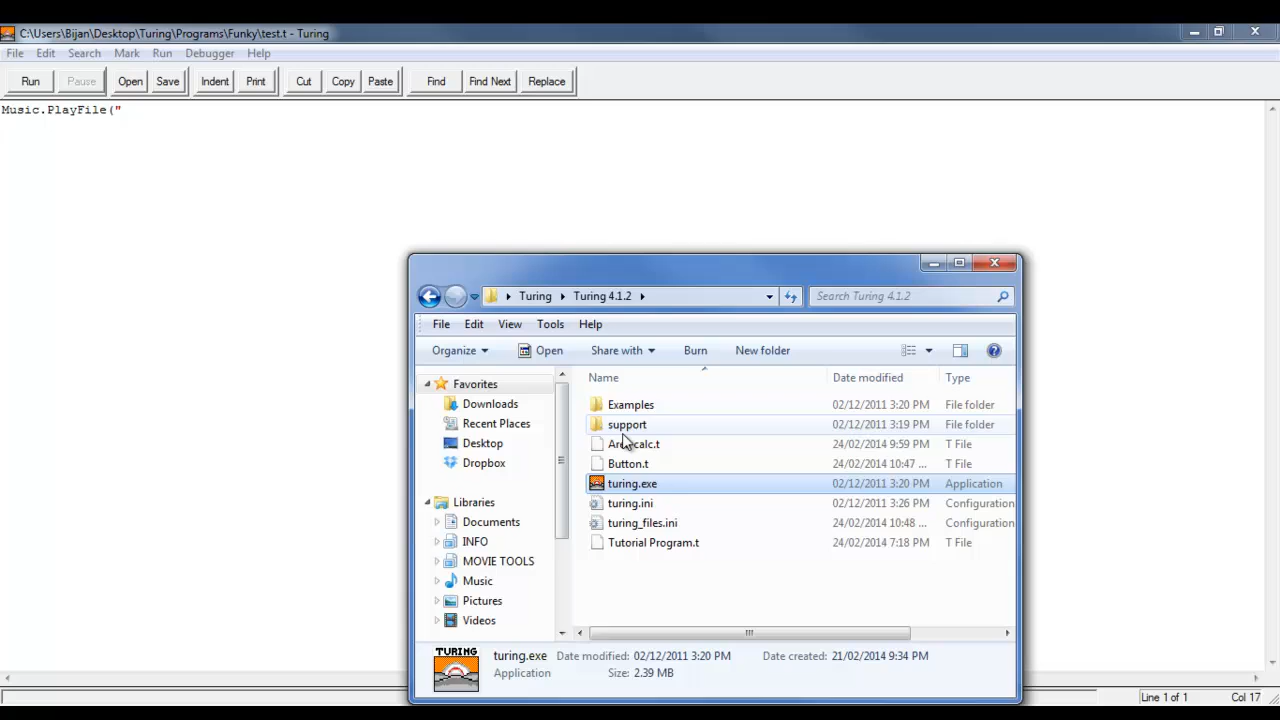 C:\Users\Bijan\Desktop\Turing\Programs\Funky\test.t - Turing
File Edit Search Mark Run Debugger Help
Run Pause Open Save Indent Print Cut Copy Paste Find Find Next Replace
Music.PlayFile("
Turing Turing 4.1.2 Search Turing 4.1.2
File Edit View Tools Help
Organize Open Share with Burn New folder
Favorites
Downloads
Recent Places
Desktop
Dropbox
Libraries
Documents
INFO
MOVIE TOOLS
Music
Pictures
Videos
Name Date modified Type
Examples 02/12/2011 3:20 PM File folder
support 02/12/2011 3:19 PM File folder
24/02/2014 9:59 PM T File
Button.t 24/02/2014 10:47 ... T File
turing.exe 02/12/2011 3:20 PM Application
turing.ini 02/12/2011 3:26 PM Configuration
turing_files.ini 24/02/2014 10:48 ... Configuration
Tutorial Program.t 24/02/2014 7:18 PM T File
TURING
turing.exe Date modified: 02/12/2011 3:20 PM Date created: 21/02/2014 9:34 PM
Application Size: 2.39 MB
Line 1 of 1 Col 17